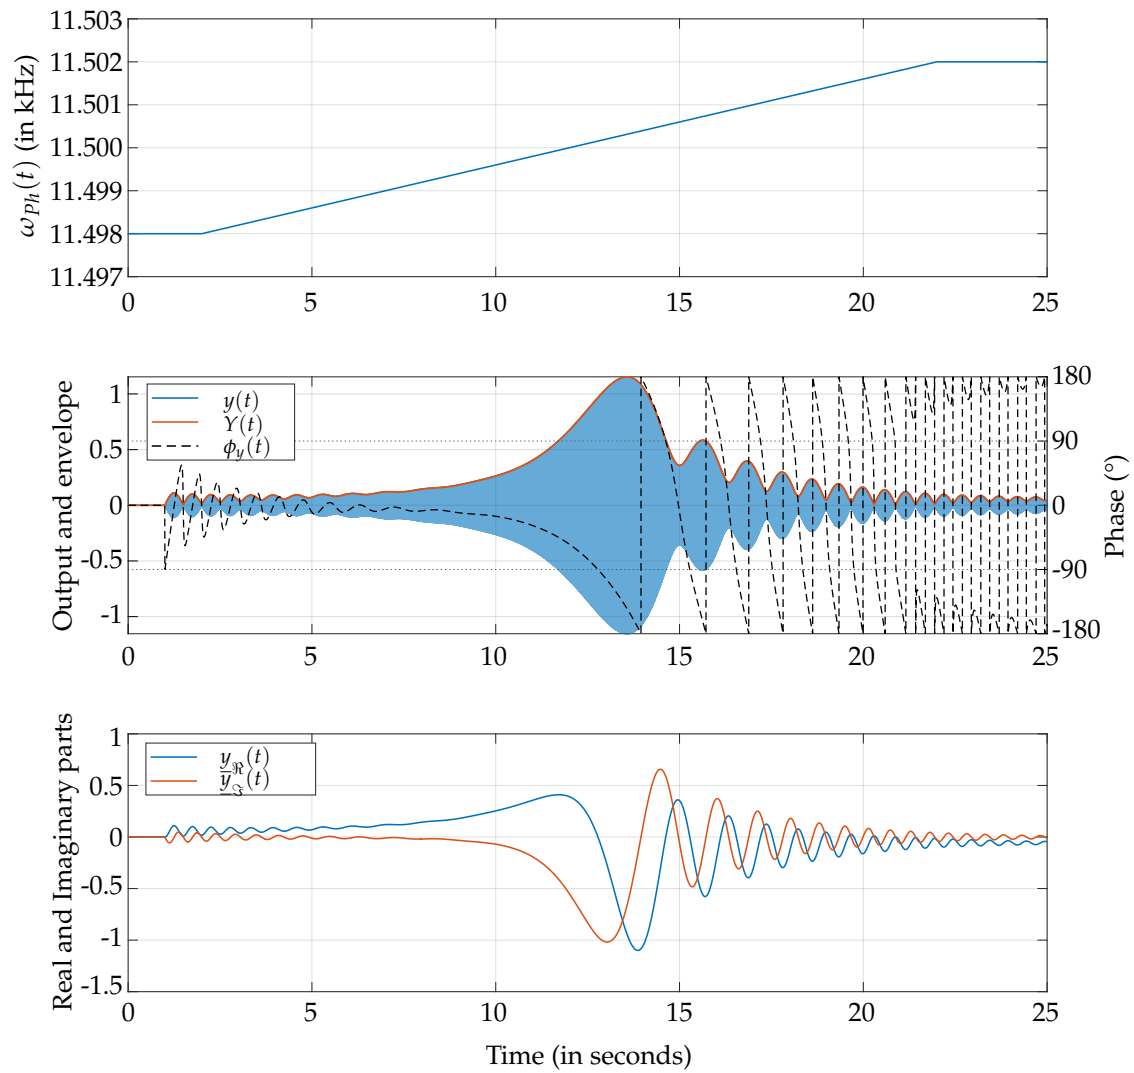 ω_Ph(t) (in kHz)
11.503
11.502
11.501
11.500
11.499
11.498
11.497
0 5 10 15 20 25
Output and envelope
1
0.5
0
-0.5
-1
y(t)
Y(t)
ϕ_y(t)
180
90
0
-90
-180
Phase (°)
0 5 10 15 20 25
Real and Imaginary parts
1
0.5
0
-0.5
-1
-1.5
y_ℜ(t)
y_ℑ(t)
0 5 10 15 20 25
Time (in seconds)